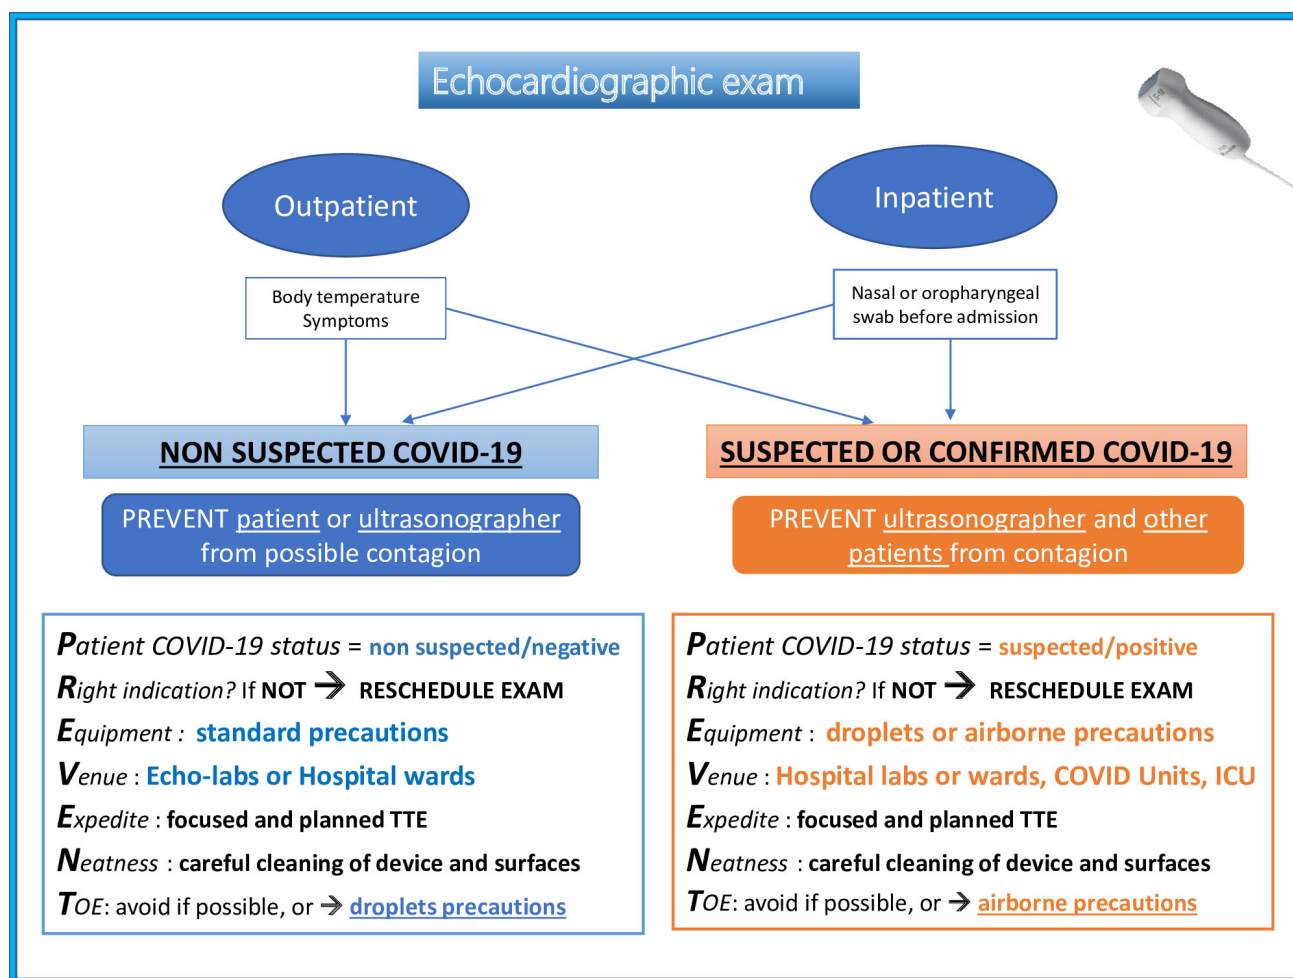 Echocardiographic exam
Outpatient
Inpatient
Body temperature
Symptoms
Nasal or oropharyngeal
swab before admission
NON SUSPECTED COVID-19
SUSPECTED OR CONFIRMED COVID-19
PREVENT patient or ultrasonographer
from possible contagion
PREVENT ultrasonographer and other
patients from contagion
Patient COVID-19 status = non suspected/negative
Right indication? If NOT → RESCHEDULE EXAM
Equipment : standard precautions
Venue : Echo-labs or Hospital wards
Expedite : focused and planned TTE
Neatness : careful cleaning of device and surfaces
TOE: avoid if possible, or → droplets precautions
Patient COVID-19 status = suspected/positive
Right indication? If NOT → RESCHEDULE EXAM
Equipment : droplets or airborne precautions
Venue : Hospital labs or wards, COVID Units, ICU
Expedite : focused and planned TTE
Neatness : careful cleaning of device and surfaces
TOE: avoid if possible, or → airborne precautions